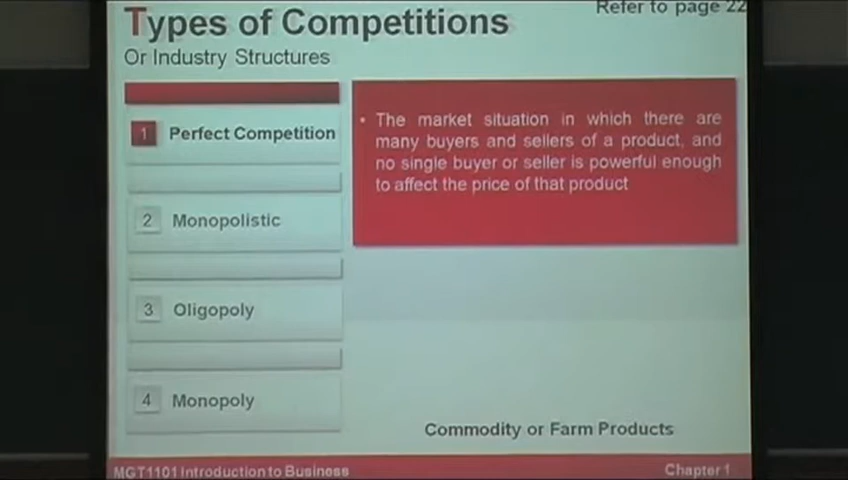 Types of Competitions
Refer to page 22
Or Industry Structures
1 Perfect Competition
2 Monopolistic
3 Oligopoly
4 Monopoly
• The market situation in which there are
many buyers and sellers of a product, and
no single buyer or seller is powerful enough
to affect the price of that product
Commodity or Farm Products
MGT1101 Introduction to Business
Chapter 1